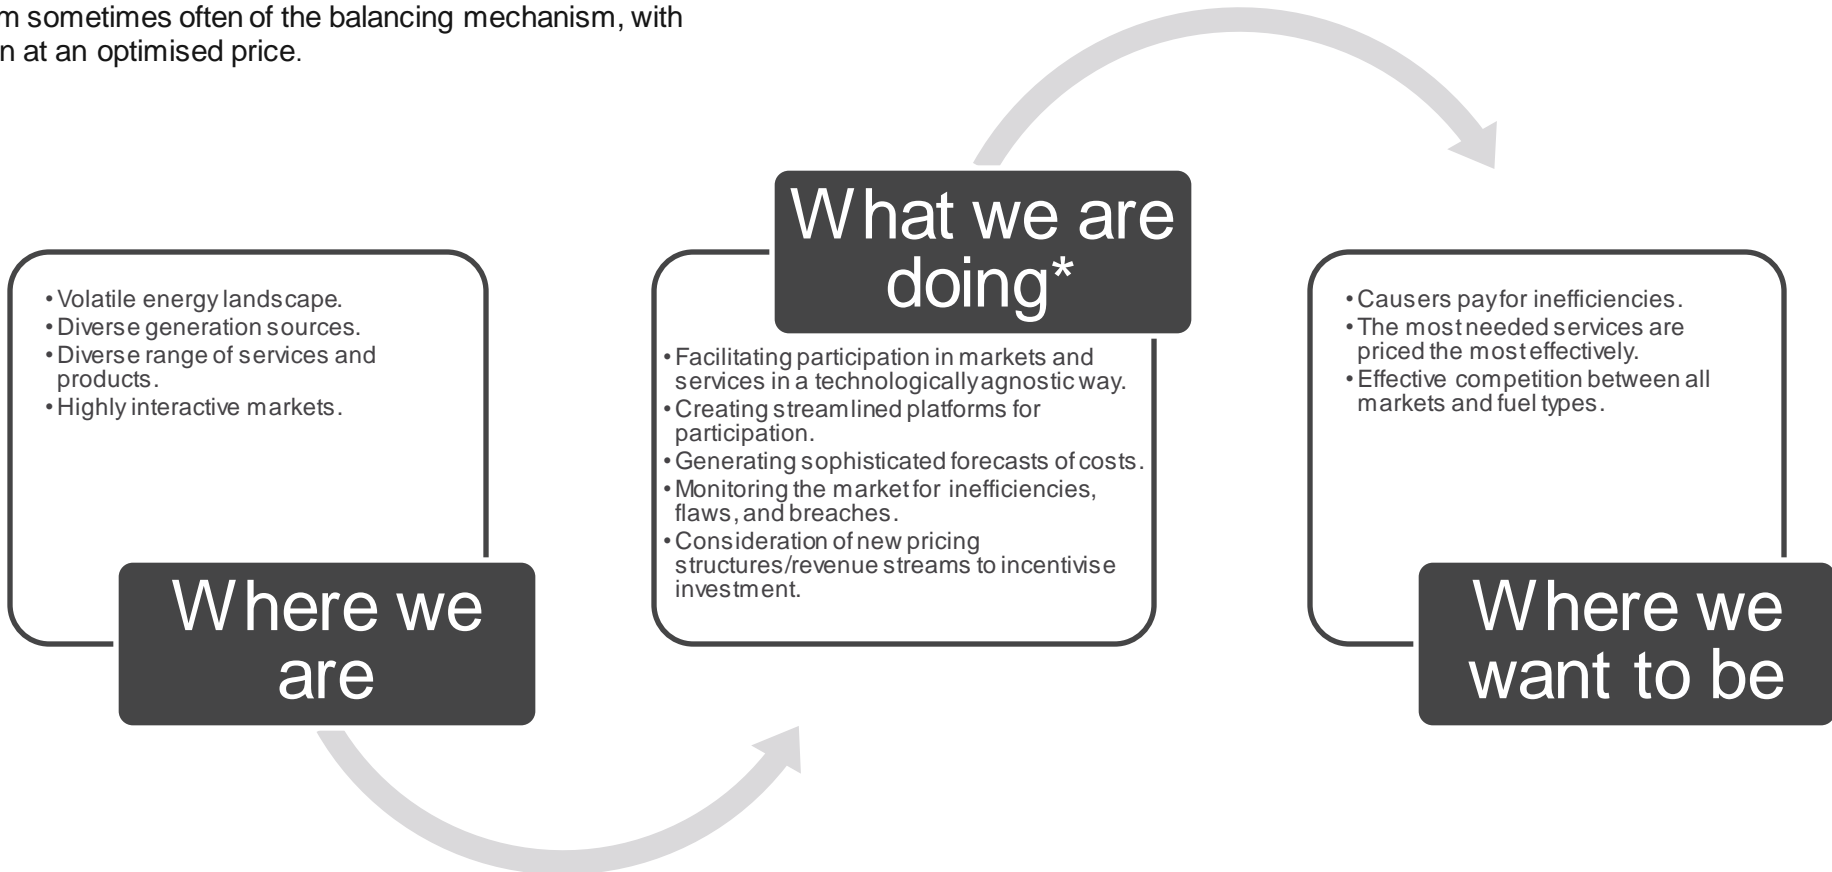 m sometimes often of the balancing mechanism, with
n at an optimised price.
• Volatile energy landscape.
• Diverse generation sources.
• Diverse range of services and
products.
• Highly interactive markets.
Where we
are
What we are
doing*
• Facilitating participation in markets and
services in a technologically agnostic way.
• Creating streamlined platforms for
participation.
• Generating sophisticated forecasts of costs.
• Monitoring the market for inefficiencies,
flaws, and breaches.
• Consideration of new pricing
structures/revenue streams to incentivise
investment.
• Causers pay for inefficiencies.
• The most needed services are
priced the most effectively.
• Effective competition between all
markets and fuel types.
Where we
want to be